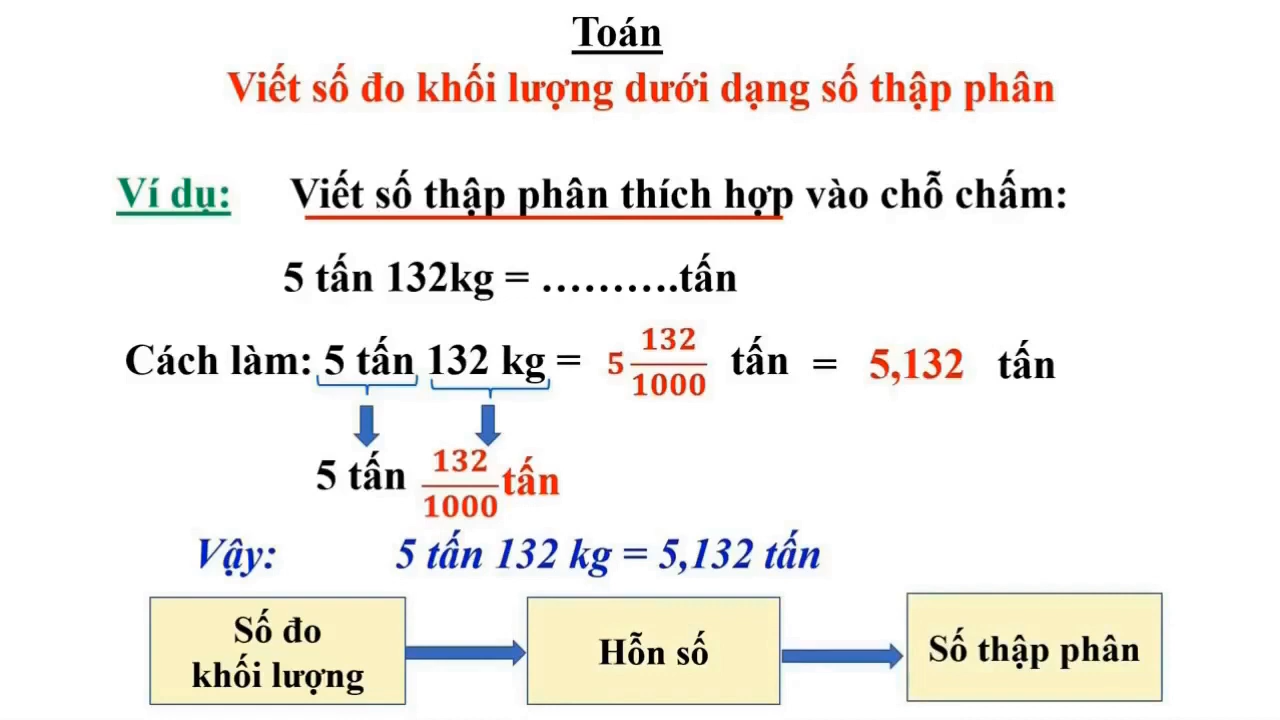 Toán
Viết số đo khối lượng dưới dạng số thập phân
Ví dụ: Viết số thập phân thích hợp vào chỗ chấm:
5 tấn 132kg = ……….tấn
Cách làm: 5 tấn 132 kg = 5 132/1000 tấn = 5,132 tấn
5 tấn 132/1000 tấn
Vậy: 5 tấn 132 kg = 5,132 tấn
Số đo
khối lượng
Hỗn số
Số thập phân